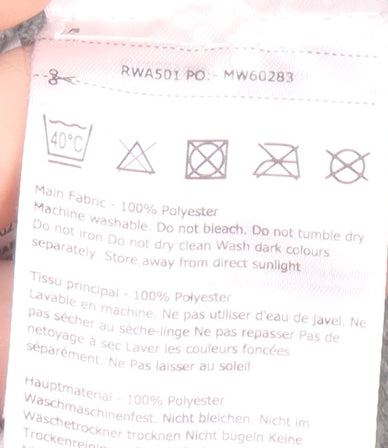 RWA501 PO:- MW60283
40°C
Main Fabric - 100% Polyester
Machine washable. Do not bleach. Do not tumble dry
Do not iron Do not dry clean Wash dark colours
separately. Store away from direct sunlight
Tissu principal - 100% Polyester
Lavable en machine. Ne pas utiliser d'eau de javel. Ne
pas sécher au sèche-linge Ne pas repasser Pas de
nettoyage à sec Laver les couleurs foncées
séparément. Ne Pas laisser au soleil
Hauptmaterial - 100% Polyester
Waschmaschinenfest. Nicht bleichen. Nicht im
Wäschetrockner trocknen Nicht bügeln Keine